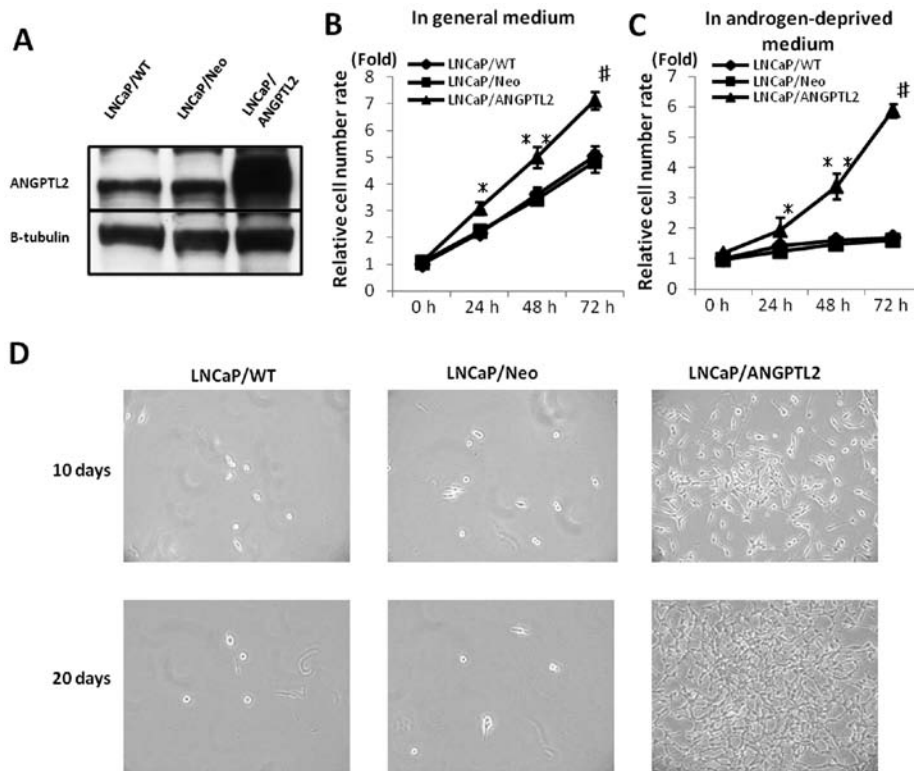 A
LNCaP/WT
LNCaP/Neo
LNCaP/
ANGPTL2
ANGPTL2
B-tubulin
B
In general medium
(Fold)
LNCaP/WT
LNCaP/Neo
LNCaP/ANGPTL2
Relative cell number rate
8
7
6
5
4
3
2
1
0
*
* *
#
0 h
24 h
48 h
72 h
C
In androgen-deprived
medium
(Fold)
LNCaP/WT
LNCaP/Neo
LNCaP/ANGPTL2
Relative cell number rate
7
6
5
4
3
2
1
0
*
* *
#
0 h
24 h
48 h
72 h
D
LNCaP/WT
LNCaP/Neo
LNCaP/ANGPTL2
10 days
20 days